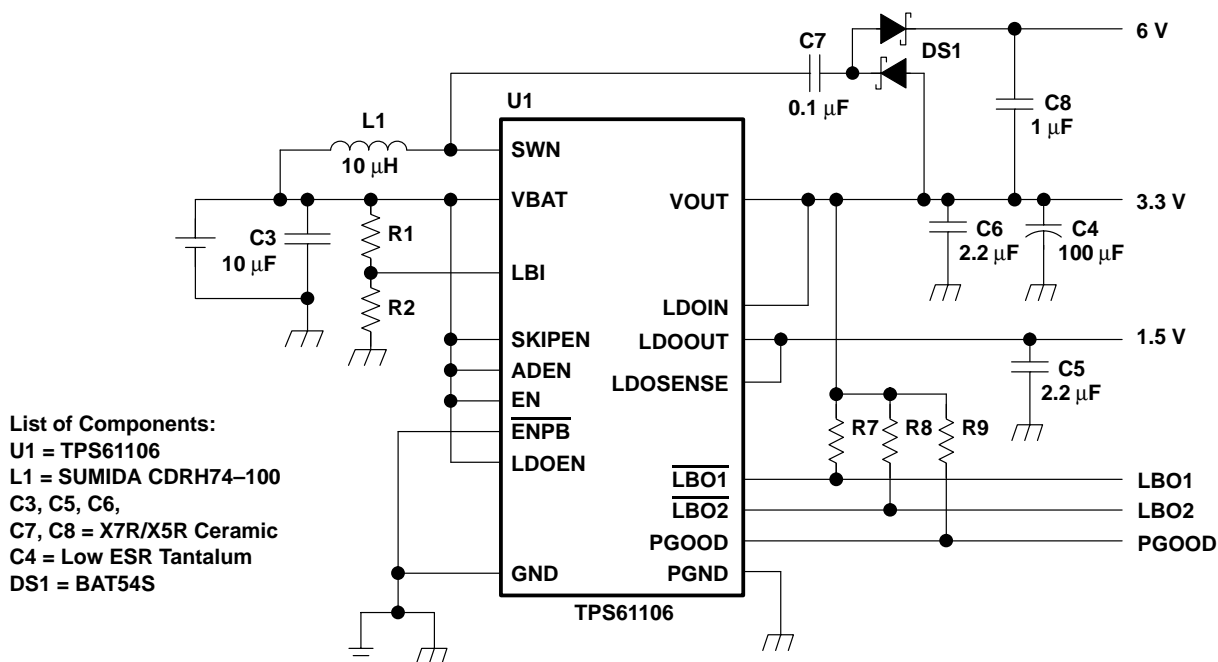 6 V
C7
DS1
U1
0.1 μF
C8
1 μF
L1
10 μH
SWN
VBAT
VOUT
3.3 V
C3
10 μF
R1
C6
2.2 μF
C4
100 μF
LBI
R2
LDOIN
SKIPEN
LDOOUT
1.5 V
ADEN
LDOSENSE
C5
2.2 μF
EN
ENPB
R7
R8
R9
LDOEN
List of Components:
U1 = TPS61106
L1 = SUMIDA CDRH74–100
C3, C5, C6,
C7, C8 = X7R/X5R Ceramic
C4 = Low ESR Tantalum
DS1 = BAT54S
LBO1
LBO1
LBO2
LBO2
PGOOD
PGOOD
GND
PGND
TPS61106